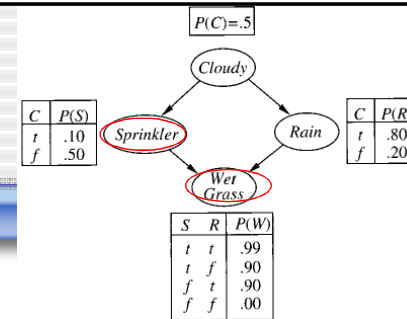 P(C)=.5
Cloudy
C P(S)
t .10
f .50
Sprinkler
Rain
C P(R
t .80
f .20
Wet
Grass
S R P(W)
t t .99
t f .90
f t .90
f f .00